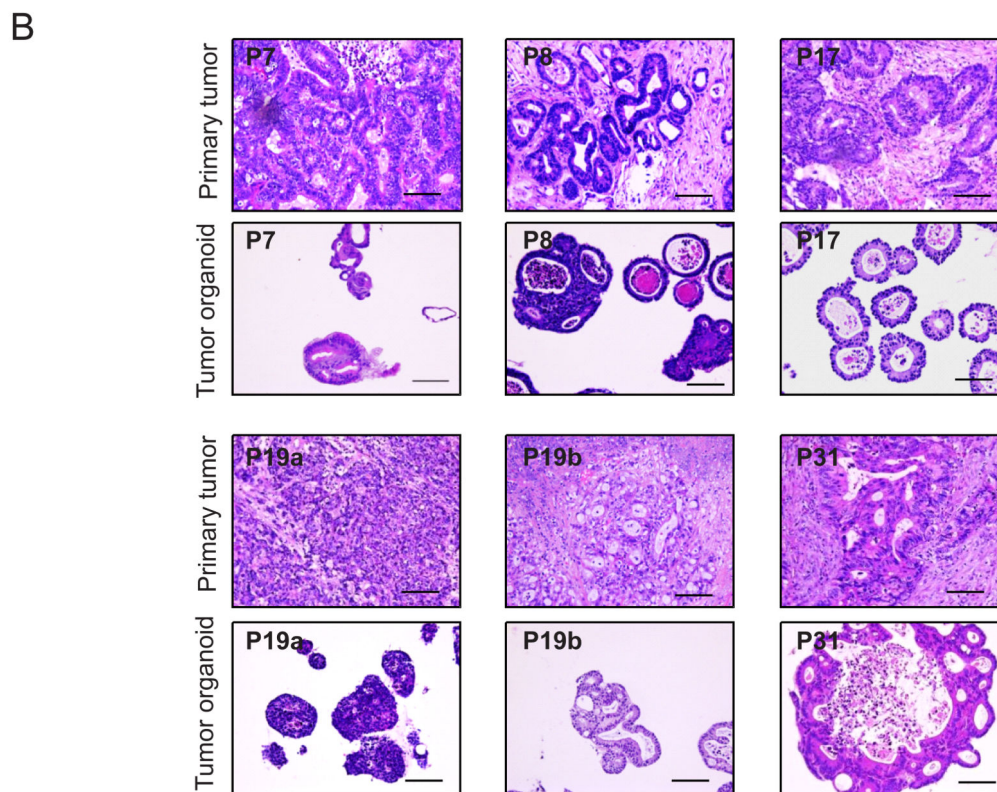 B
Primary tumor
P7
P8
P17
Tumor organoid
P7
P8
P17
Primary tumor
P19a
P19b
P31
Tumor organoid
P19a
P19b
P31